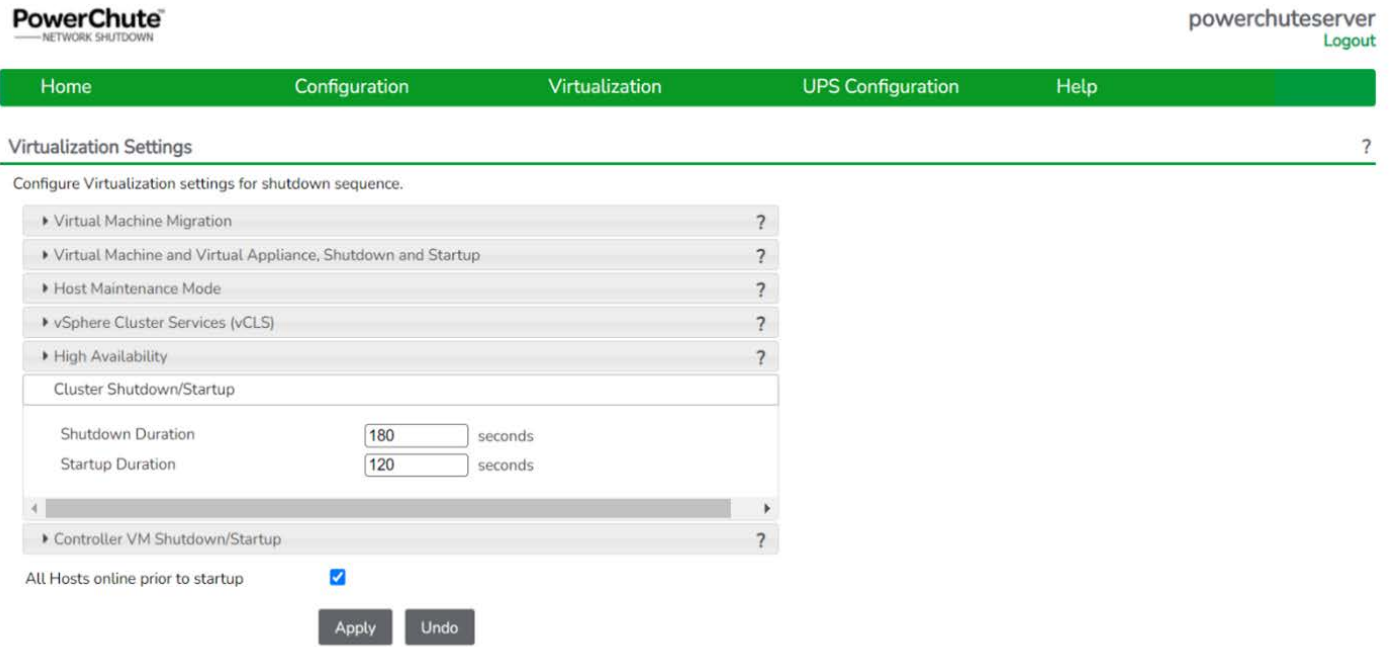 PowerChute™
powerchuteserver
NETWORK SHUTDOWN
Logout
Home Configuration Virtualization UPS Configuration Help
Virtualization Settings ?
Configure Virtualization settings for shutdown sequence.
Virtual Machine Migration ?
Virtual Machine and Virtual Appliance, Shutdown and Startup ?
Host Maintenance Mode ?
vSphere Cluster Services (vCLS) ?
High Availability ?
Cluster Shutdown/Startup
Shutdown Duration 180 seconds
Startup Duration 120 seconds
Controller VM Shutdown/Startup ?
All Hosts online prior to startup
Apply Undo